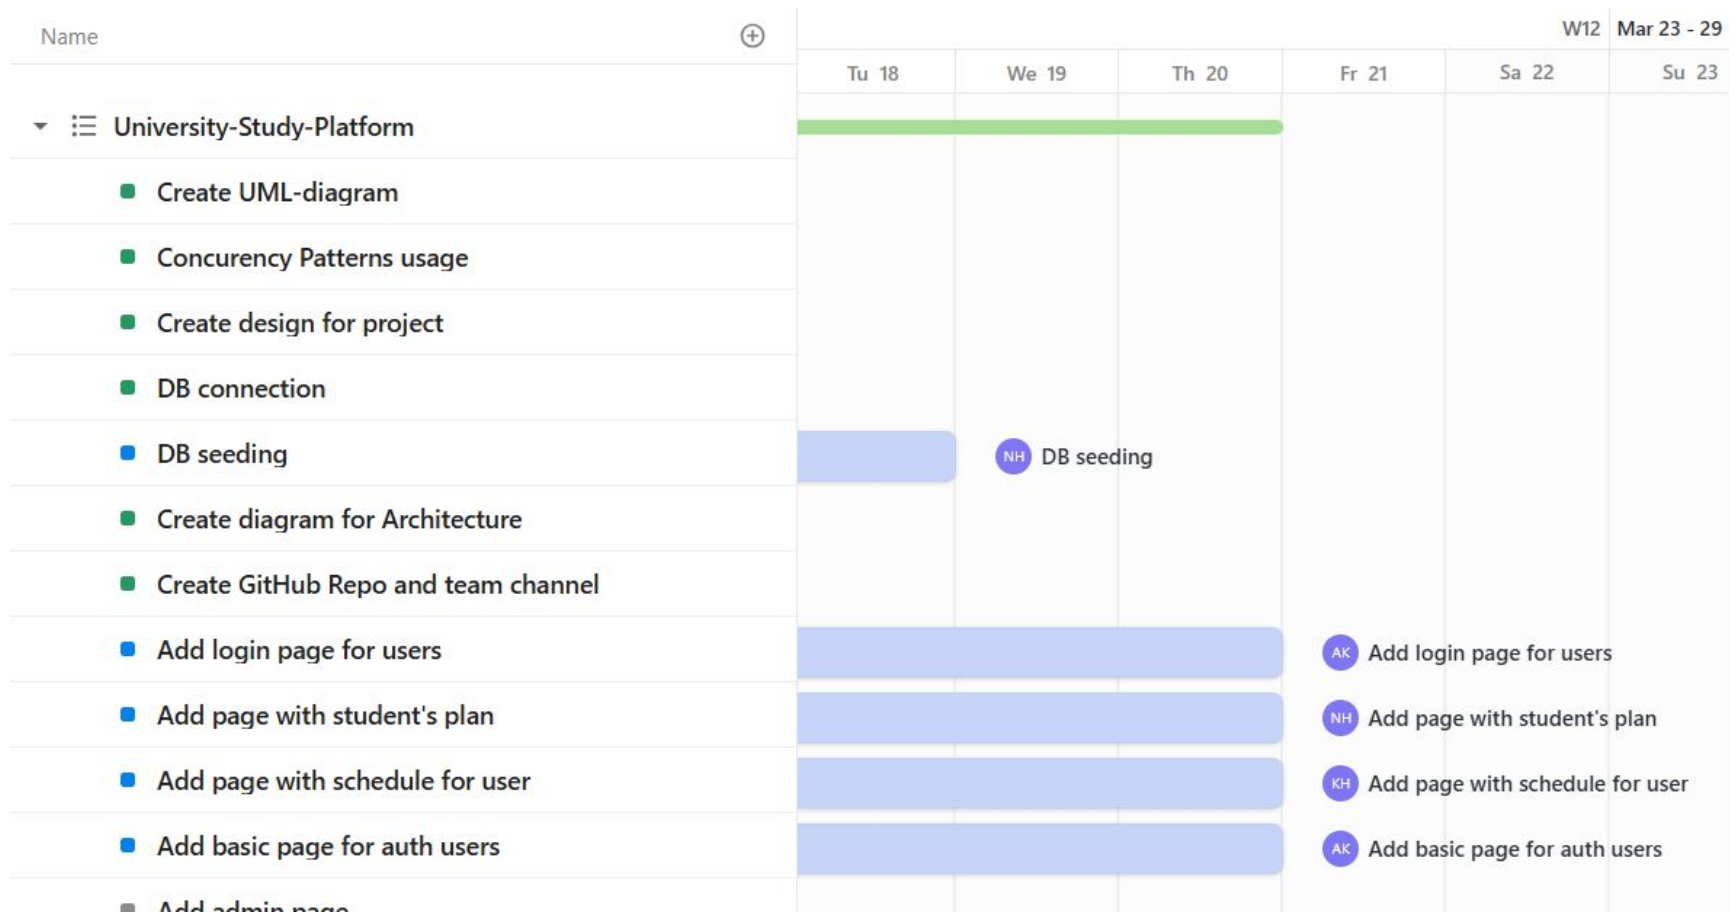 Name
W12 Mar 23 - 29
Tu 18 We 19 Th 20 Fr 21 Sa 22 Su 23
University-Study-Platform
Create UML-diagram
Concurency Patterns usage
Create design for project
DB connection
DB seeding NH DB seeding
Create diagram for Architecture
Create GitHub Repo and team channel
Add login page for users AK Add login page for users
Add page with student's plan NH Add page with student's plan
Add page with schedule for user KH Add page with schedule for user
Add basic page for auth users AK Add basic page for auth users
Add admin page